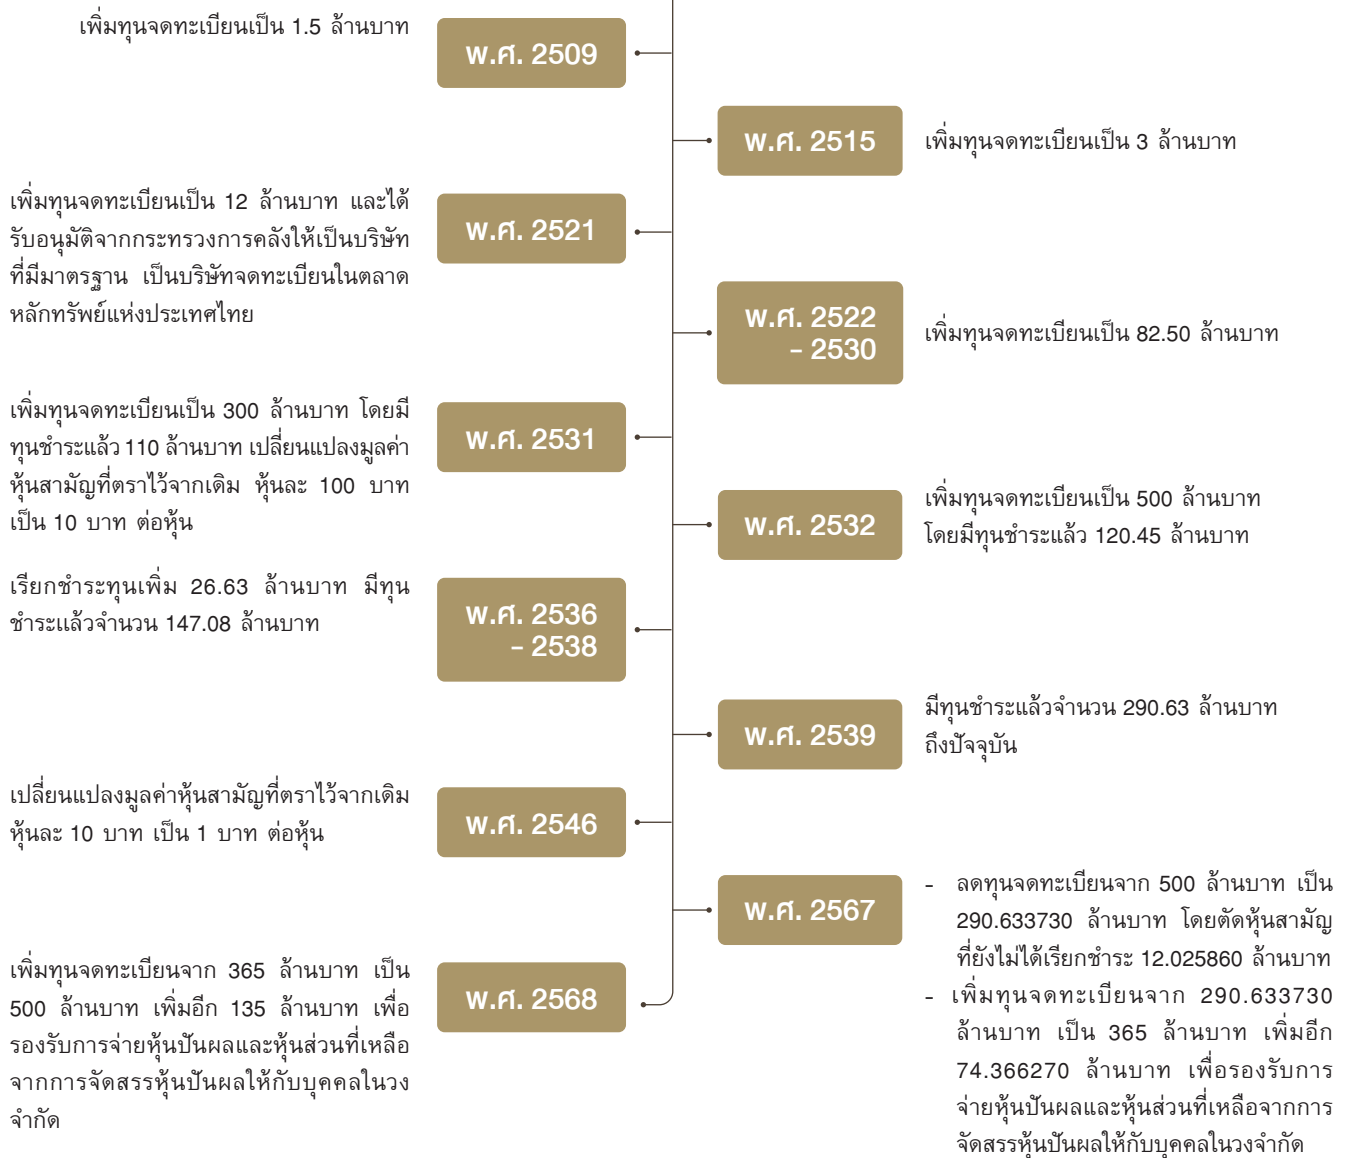 เพิ่มทุนจดทะเบียนเป็น 1.5 ล้านบาท
พ.ศ. 2509
พ.ศ. 2515
เพิ่มทุนจดทะเบียนเป็น 3 ล้านบาท
เพิ่มทุนจดทะเบียนเป็น 12 ล้านบาท และได้
รับอนุมัติจากกระทรวงการคลังให้เป็นบริษัท
ที่มีมาตรฐาน เป็นบริษัทจดทะเบียนในตลาด
หลักทรัพย์แห่งประเทศไทย
พ.ศ. 2521
พ.ศ. 2522
- 2530
เพิ่มทุนจดทะเบียนเป็น 82.50 ล้านบาท
เพิ่มทุนจดทะเบียนเป็น 300 ล้านบาท โดยมี
ทุนชำระแล้ว 110 ล้านบาท เปลี่ยนแปลงมูลค่า
หุ้นสามัญที่ตราไว้จากเดิม หุ้นละ 100 บาท
เป็น 10 บาท ต่อหุ้น
พ.ศ. 2531
พ.ศ. 2532
เพิ่มทุนจดทะเบียนเป็น 500 ล้านบาท
โดยมีทุนชำระแล้ว 120.45 ล้านบาท
เรียกชำระทุนเพิ่ม 26.63 ล้านบาท มีทุน
ชำระแล้วจำนวน 147.08 ล้านบาท
พ.ศ. 2536
- 2538
พ.ศ. 2539
มีทุนชำระแล้วจำนวน 290.63 ล้านบาท
ถึงปัจจุบัน
เปลี่ยนแปลงมูลค่าหุ้นสามัญที่ตราไว้จากเดิม
หุ้นละ 10 บาท เป็น 1 บาท ต่อหุ้น
พ.ศ. 2546
พ.ศ. 2567
- ลดทุนจดทะเบียนจาก 500 ล้านบาท เป็น
290.633730 ล้านบาท โดยตัดหุ้นสามัญ
ที่ยังไม่ได้เรียกชำระ 12.025860 ล้านบาท
- เพิ่มทุนจดทะเบียนจาก 290.633730
ล้านบาท เป็น 365 ล้านบาท เพิ่มอีก
74.366270 ล้านบาท เพื่อรองรับการ
จ่ายหุ้นปันผลและหุ้นส่วนที่เหลือจากการ
จัดสรรหุ้นปันผลให้กับบุคคลในวงจำกัด
เพิ่มทุนจดทะเบียนจาก 365 ล้านบาท เป็น
500 ล้านบาท เพิ่มอีก 135 ล้านบาท เพื่อ
รองรับการจ่ายหุ้นปันผลและหุ้นส่วนที่เหลือ
จากการจัดสรรหุ้นปันผลให้กับบุคคลในวง
จำกัด
พ.ศ. 2568